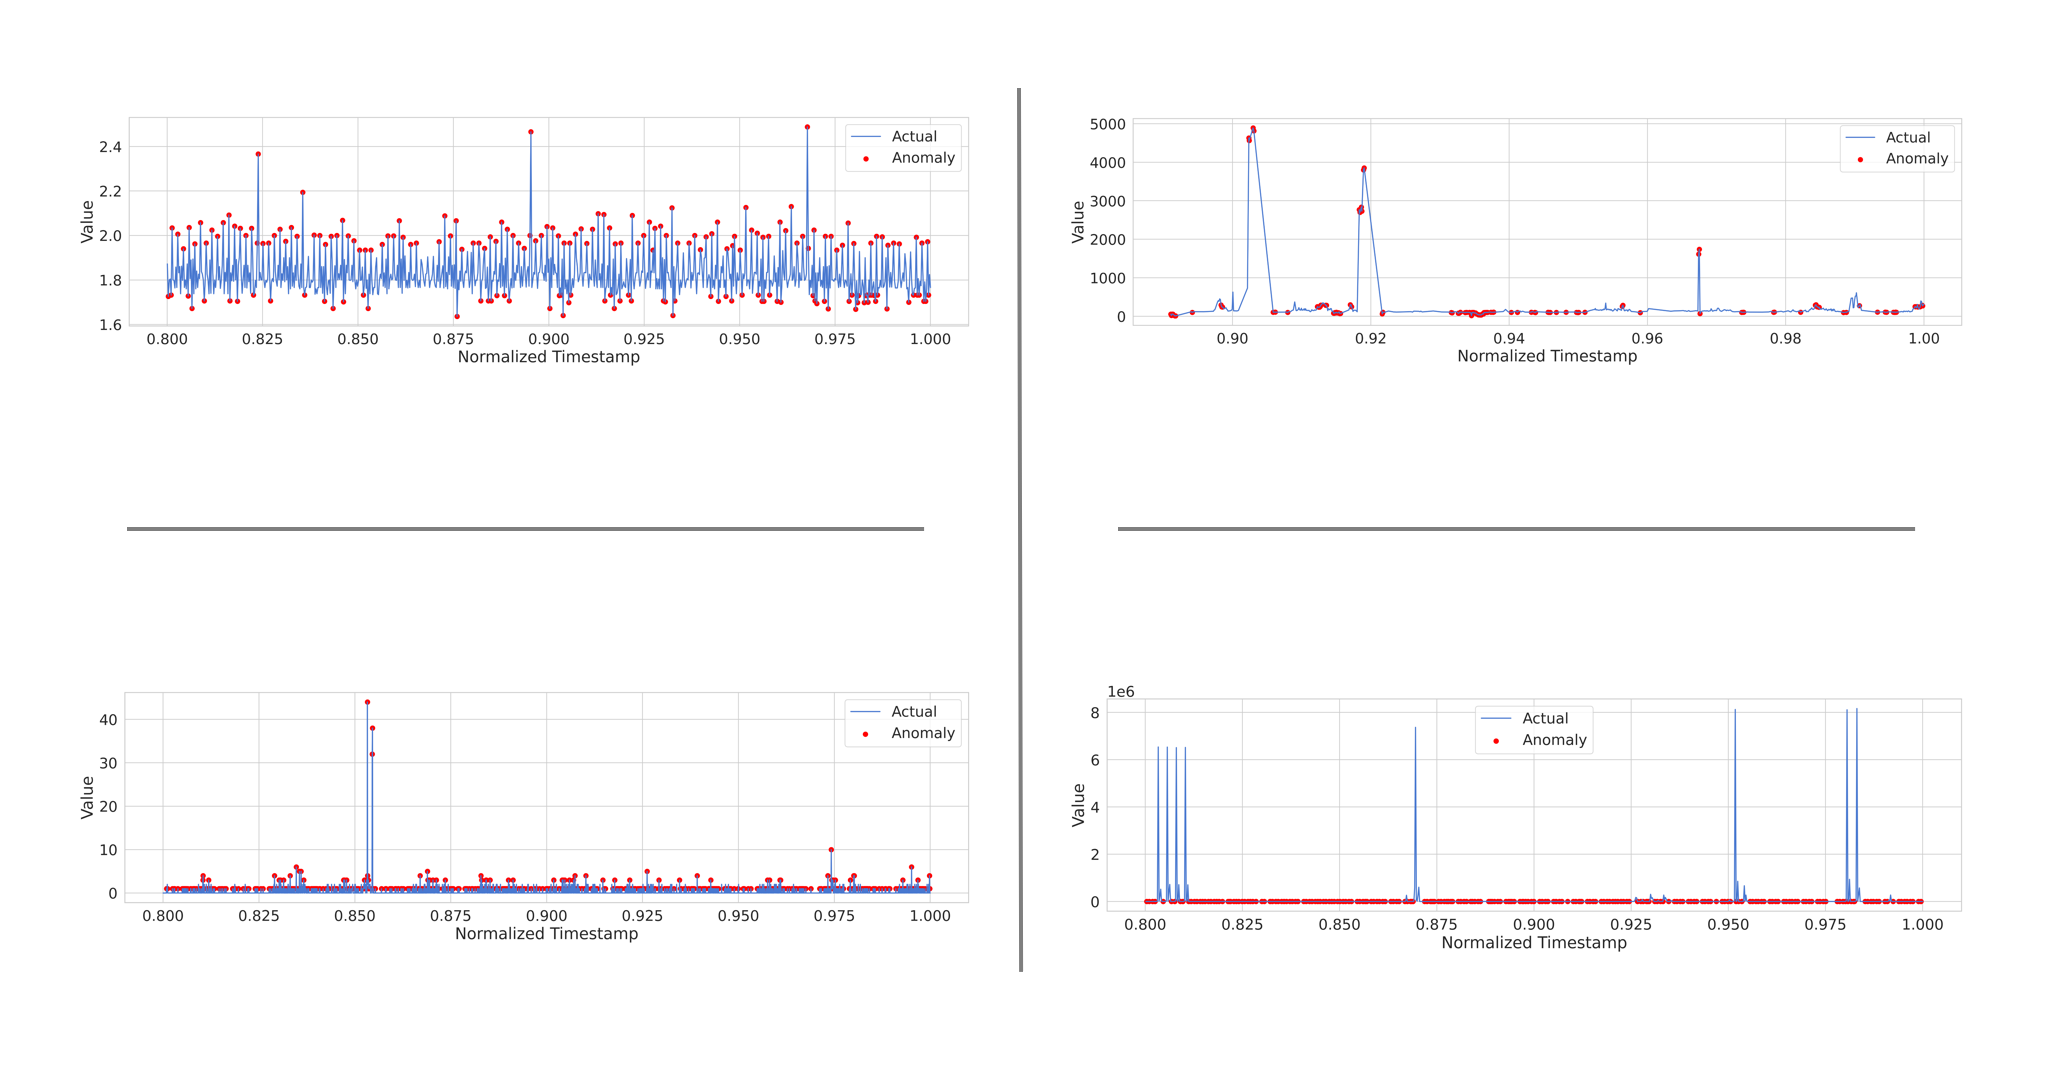 2.4
2.2
2.0
1.8
1.6
Value
0.800 0.825 0.850 0.875 0.900 0.925 0.950 0.975 1.000
Normalized Timestamp
Actual
Anomaly
5000
4000
3000
2000
1000
0
Value
0.90 0.92 0.94 0.96 0.98 1.00
Normalized Timestamp
Actual
Anomaly
40
30
20
10
0
Value
0.800 0.825 0.850 0.875 0.900 0.925 0.950 0.975 1.000
Normalized Timestamp
Actual
Anomaly
1e6
8
6
4
2
0
Value
0.800 0.825 0.850 0.875 0.900 0.925 0.950 0.975 1.000
Normalized Timestamp
Actual
Anomaly